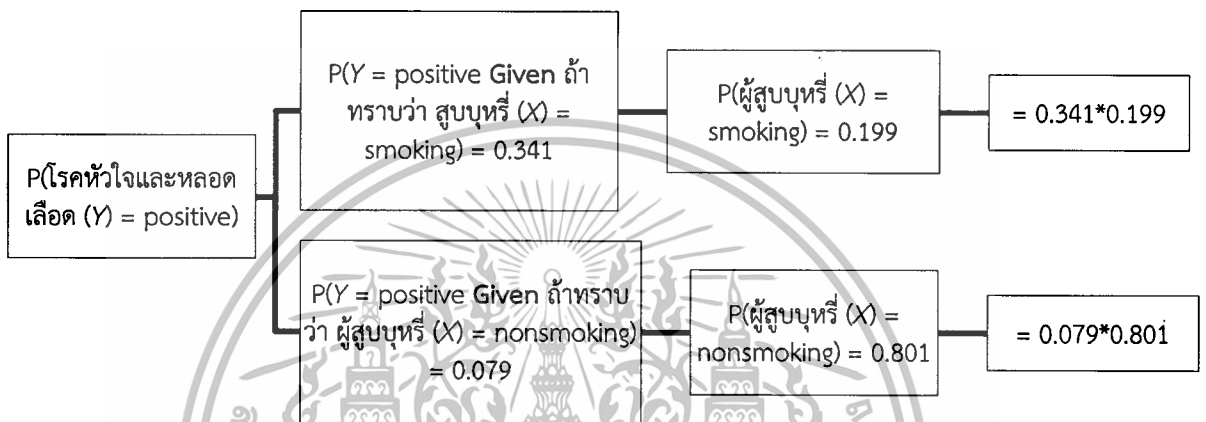 P(โรคหัวใจและหลอด
เลือด (Y) = positive)
P(Y = positive Given ถ้า
ทราบว่า สูบบุหรี่ (X) =
smoking) = 0.341
P(ผู้สูบบุหรี่ (X) =
smoking) = 0.199
= 0.341*0.199
P(Y = positive Given ถ้าทราบ
ว่า ผู้สูบบุหรี่ (X) = nonsmoking)
= 0.079
P(ผู้สูบบุหรี่ (X) =
nonsmoking) = 0.801
= 0.079*0.801